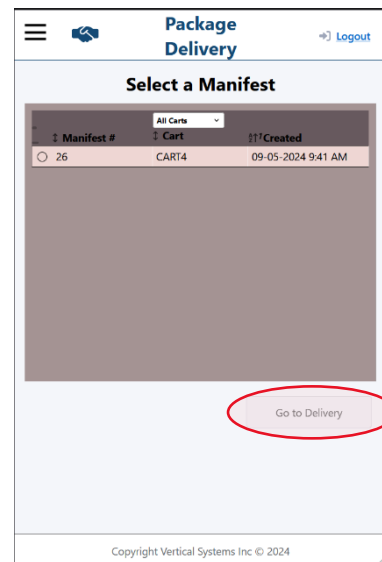 Package
Delivery
Logout
Select a Manifest
All Carts
Manifest # Cart Created
26 CART4 09-05-2024 9:41 AM
Go to Delivery
Copyright Vertical Systems Inc © 2024